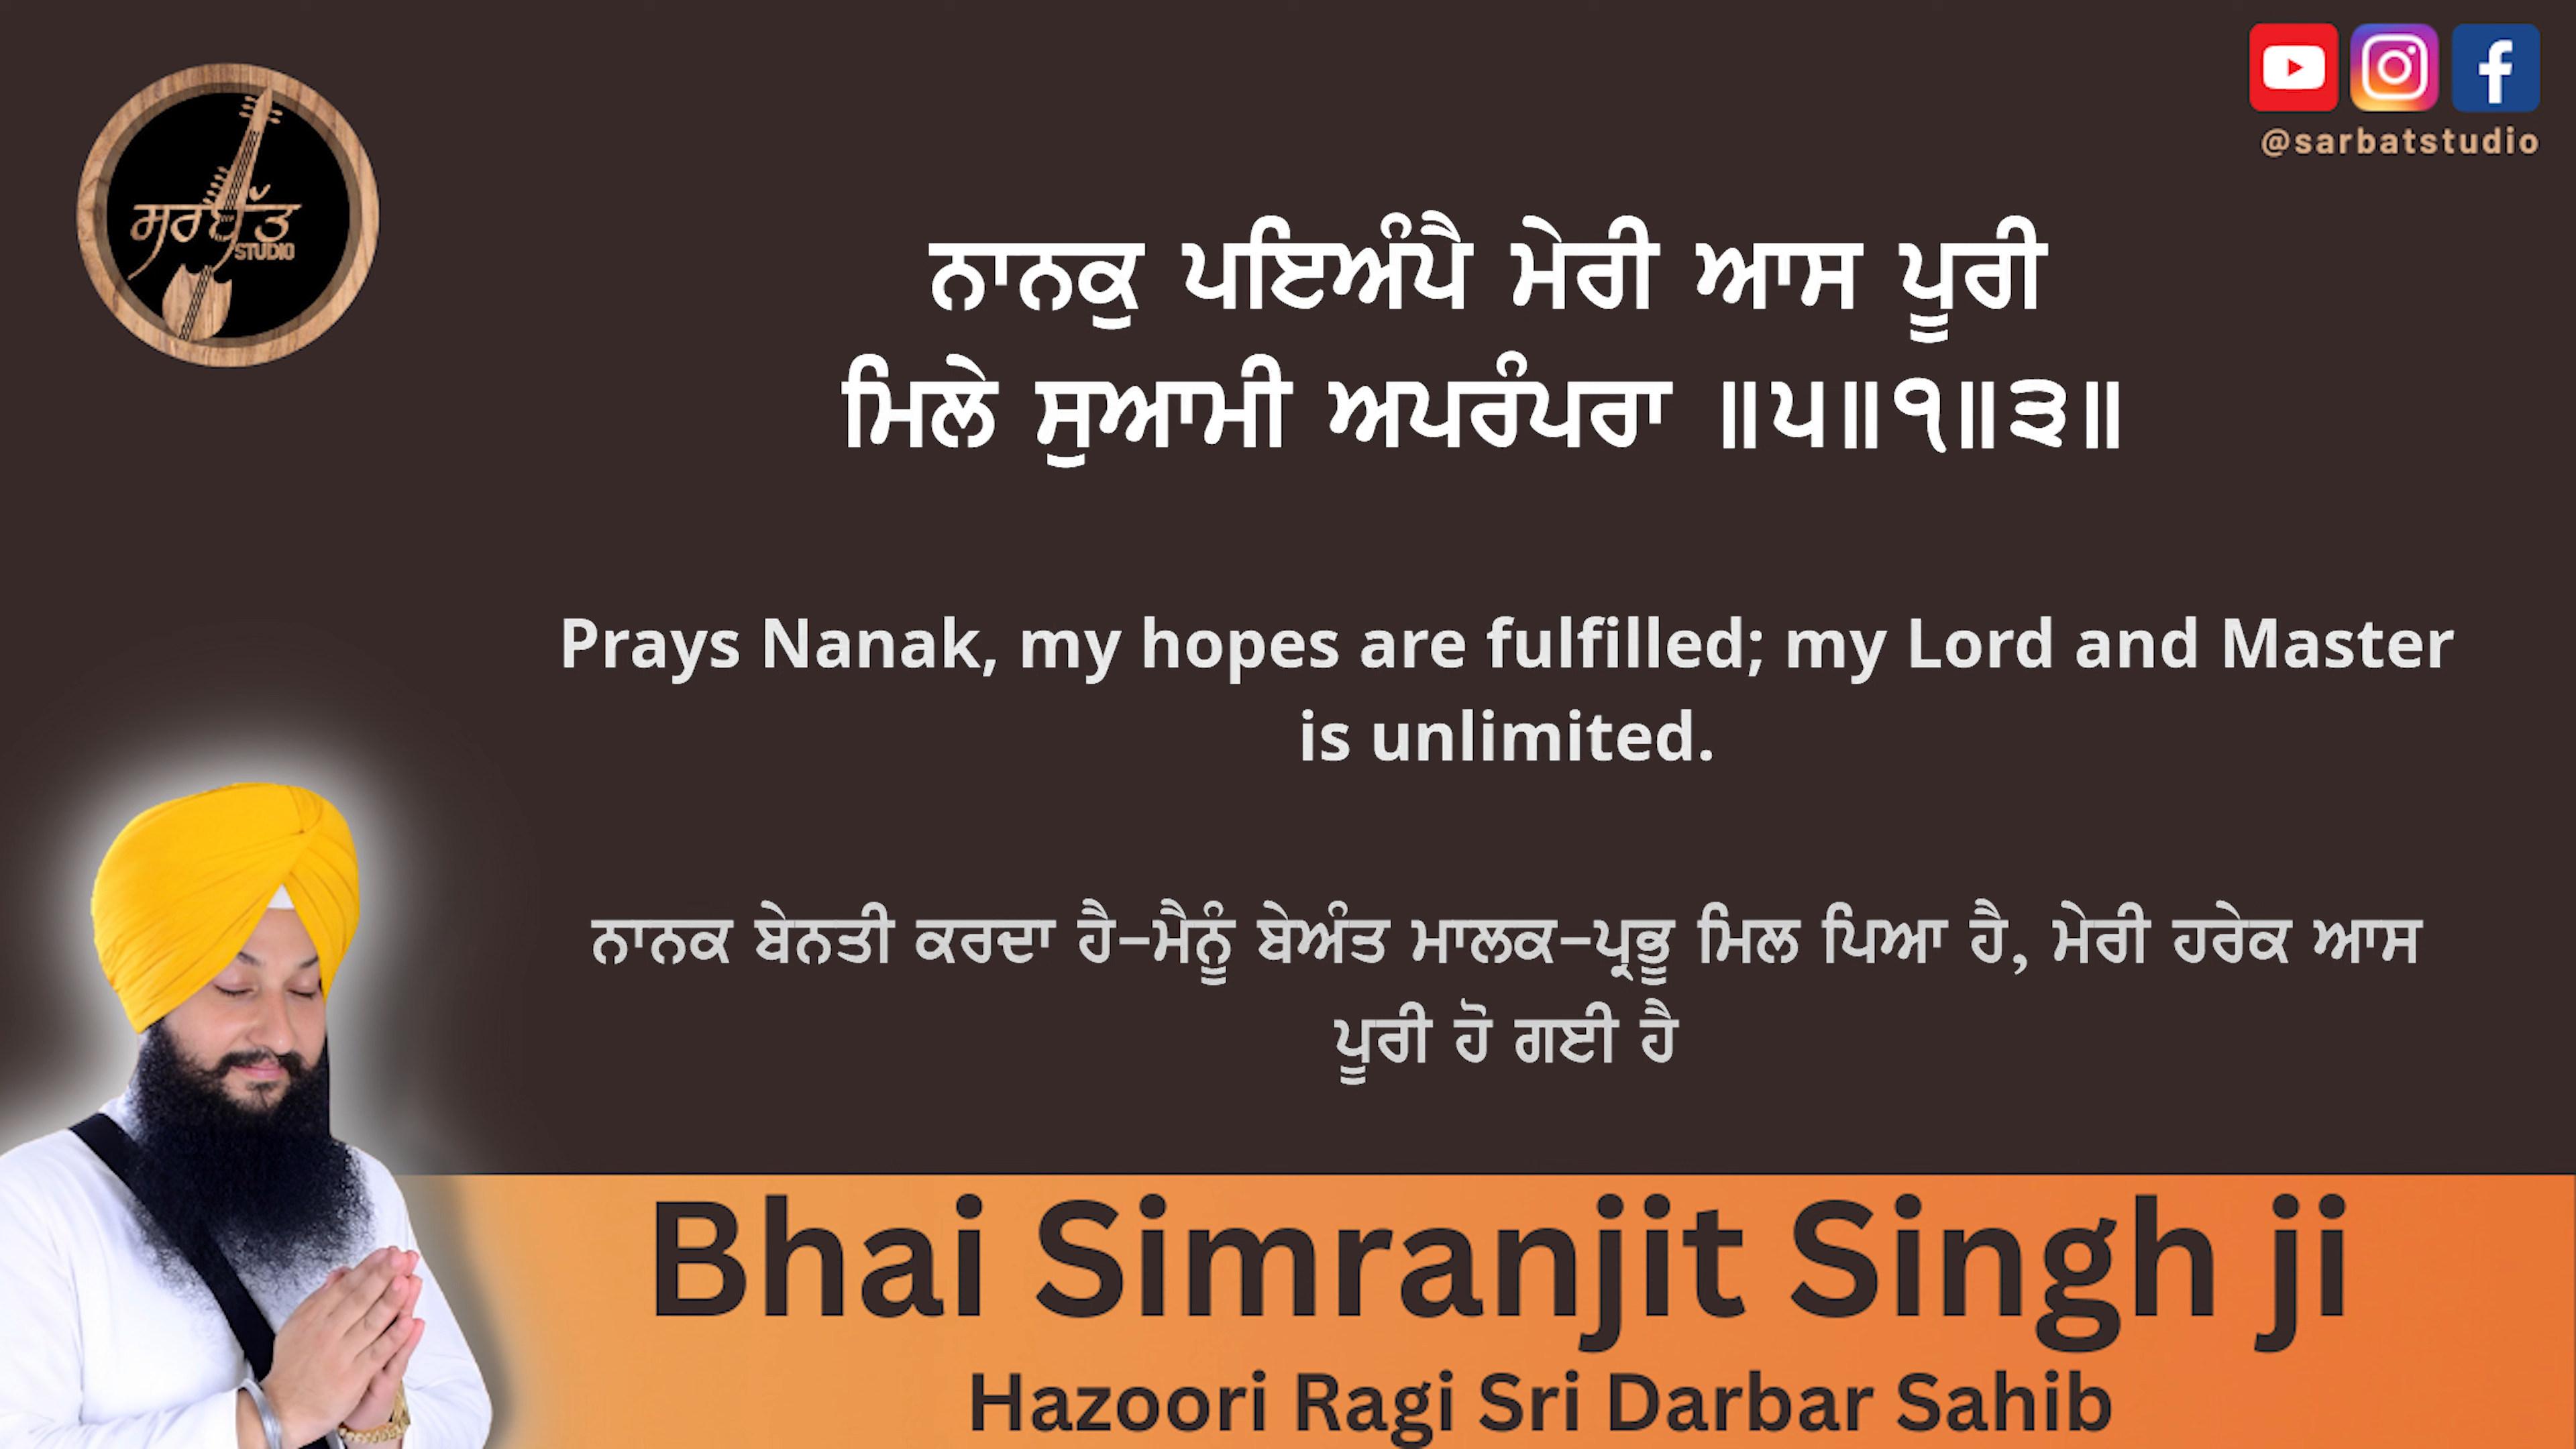 ਸਰਬੱਤ
STUDIO
@sarbatstudio
ਨਾਨਕੁ ਪਇਅੰਪੈ ਮੇਰੀ ਆਸ ਪੂਰੀ
ਮਿਲੇ ਸੁਆਮੀ ਅਪਰੰਪਰਾ ॥੫॥੧॥੩॥
Prays Nanak, my hopes are fulfilled; my Lord and Master
is unlimited.
ਨਾਨਕ ਬੇਨਤੀ ਕਰਦਾ ਹੈ-ਮੈਨੂੰ ਬੇਅੰਤ ਮਾਲਕ-ਪ੍ਰਭੂ ਮਿਲ ਪਿਆ ਹੈ, ਮੇਰੀ ਹਰੇਕ ਆਸ
ਪੂਰੀ ਹੋ ਗਈ ਹੈ
Bhai Simranjit Singh ji
Hazoori Ragi Sri Darbar Sahib